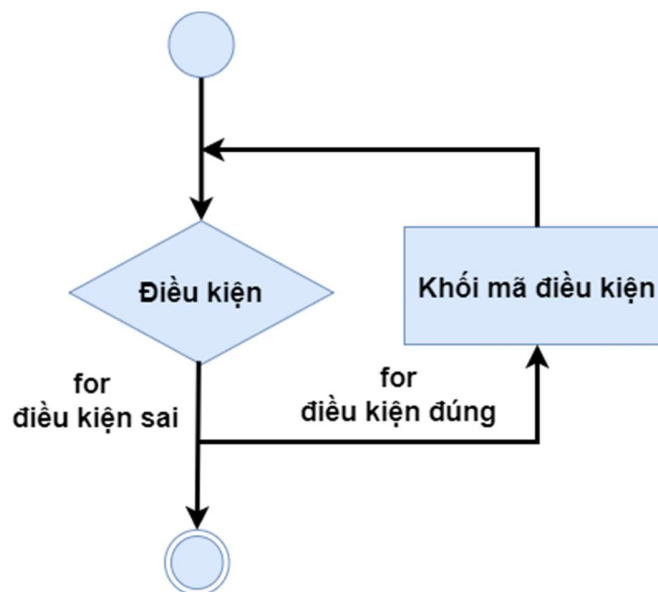 Điều kiện
Khối mã điều kiện
for
điều kiện sai
for
điều kiện đúng